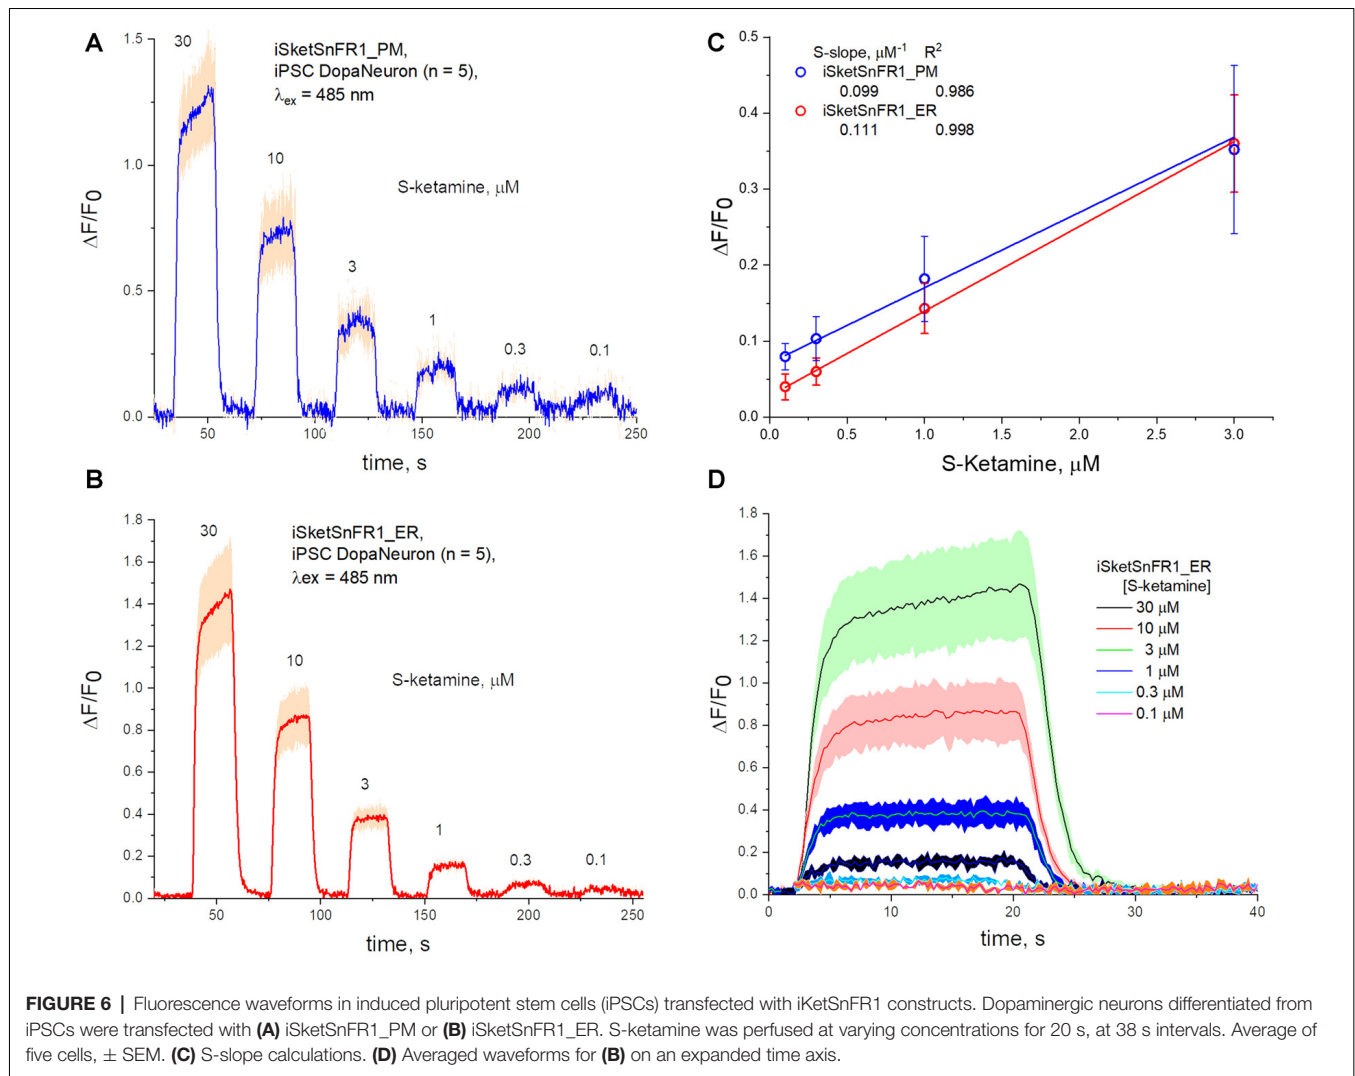 A
iSketSnFR1_PM,
iPSC DopaNeuron (n = 5),
λex = 485 nm
30
10
3
1
0.3
0.1
S-ketamine, μM
ΔF/F0
1.5
1.0
0.5
0.0
50
100
150
200
250
time, s
C
S-slope, μM-1 R2
iSketSnFR1_PM
0.099 0.986
iSketSnFR1_ER
0.111 0.998
ΔF/F0
0.5
0.4
0.3
0.2
0.1
0.0
0.0
0.5
1.0
1.5
2.0
2.5
3.0
S-Ketamine, μM
B
iSketSnFR1_ER,
iPSC DopaNeuron (n = 5),
λex = 485 nm
30
10
3
1
0.3
0.1
S-ketamine, μM
ΔF/F0
1.8
1.6
1.4
1.2
1.0
0.8
0.6
0.4
0.2
0.0
50
100
150
200
250
time, s
D
iSketSnFR1_ER
[S-ketamine]
30 μM
10 μM
3 μM
1 μM
0.3 μM
0.1 μM
ΔF/F0
1.8
1.6
1.4
1.2
1.0
0.8
0.6
0.4
0.2
0.0
0
10
20
30
40
time, s
FIGURE 6 | Fluorescence waveforms in induced pluripotent stem cells (iPSCs) transfected with iKetSnFR1 constructs. Dopaminergic neurons differentiated from
iPSCs were transfected with (A) iSketSnFR1_PM or (B) iSketSnFR1_ER. S-ketamine was perfused at varying concentrations for 20 s, at 38 s intervals. Average of
five cells, ± SEM. (C) S-slope calculations. (D) Averaged waveforms for (B) on an expanded time axis.